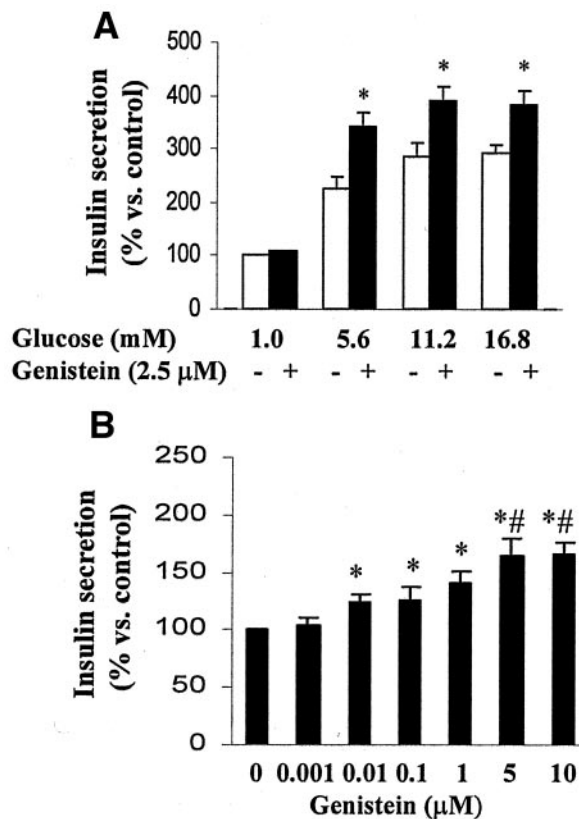 A
Insulin secretion
(% vs. control)
500
400
300
200
100
0
* * *
Glucose (mM) 1.0 5.6 11.2 16.8
Genistein (2.5 μM) - + - + - + - +
B
Insulin secretion
(% vs. control)
250
200
150
100
50
0
* * * *# *#
0 0.001 0.01 0.1 1 5 10
Genistein (μM)